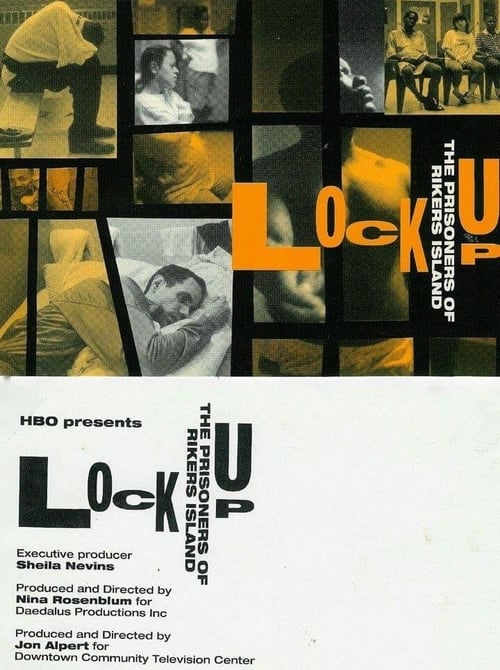 LOCK UP
THE PRISONERS OF
RIKERS ISLAND
HBO presents
LOCK UP
THE PRISONERS OF
RIKERS ISLAND
Executive producer
Sheila Nevins
Produced and Directed by
Nina Rosenblum for
Daedalus Productions Inc
Produced and Directed by
Jon Alpert for
Downtown Community Television Center